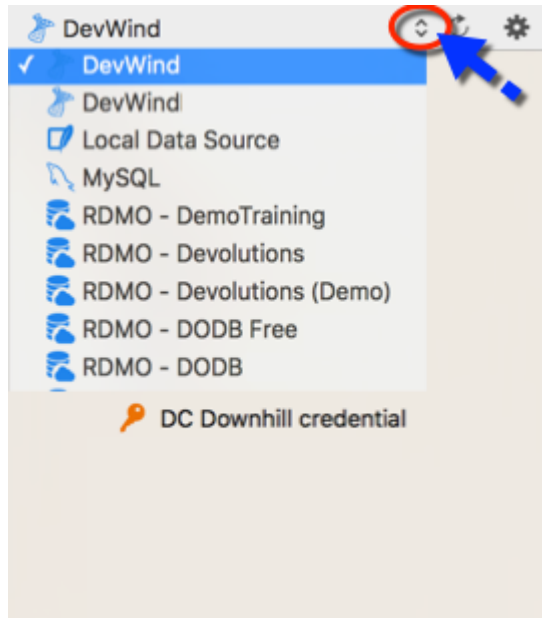 DevWind
DevWind
DevWind
Local Data Source
MySQL
RDMO - DemoTraining
RDMO - Devolutions
RDMO - Devolutions (Demo)
RDMO - DODB Free
RDMO - DODB
DC Downhill credential